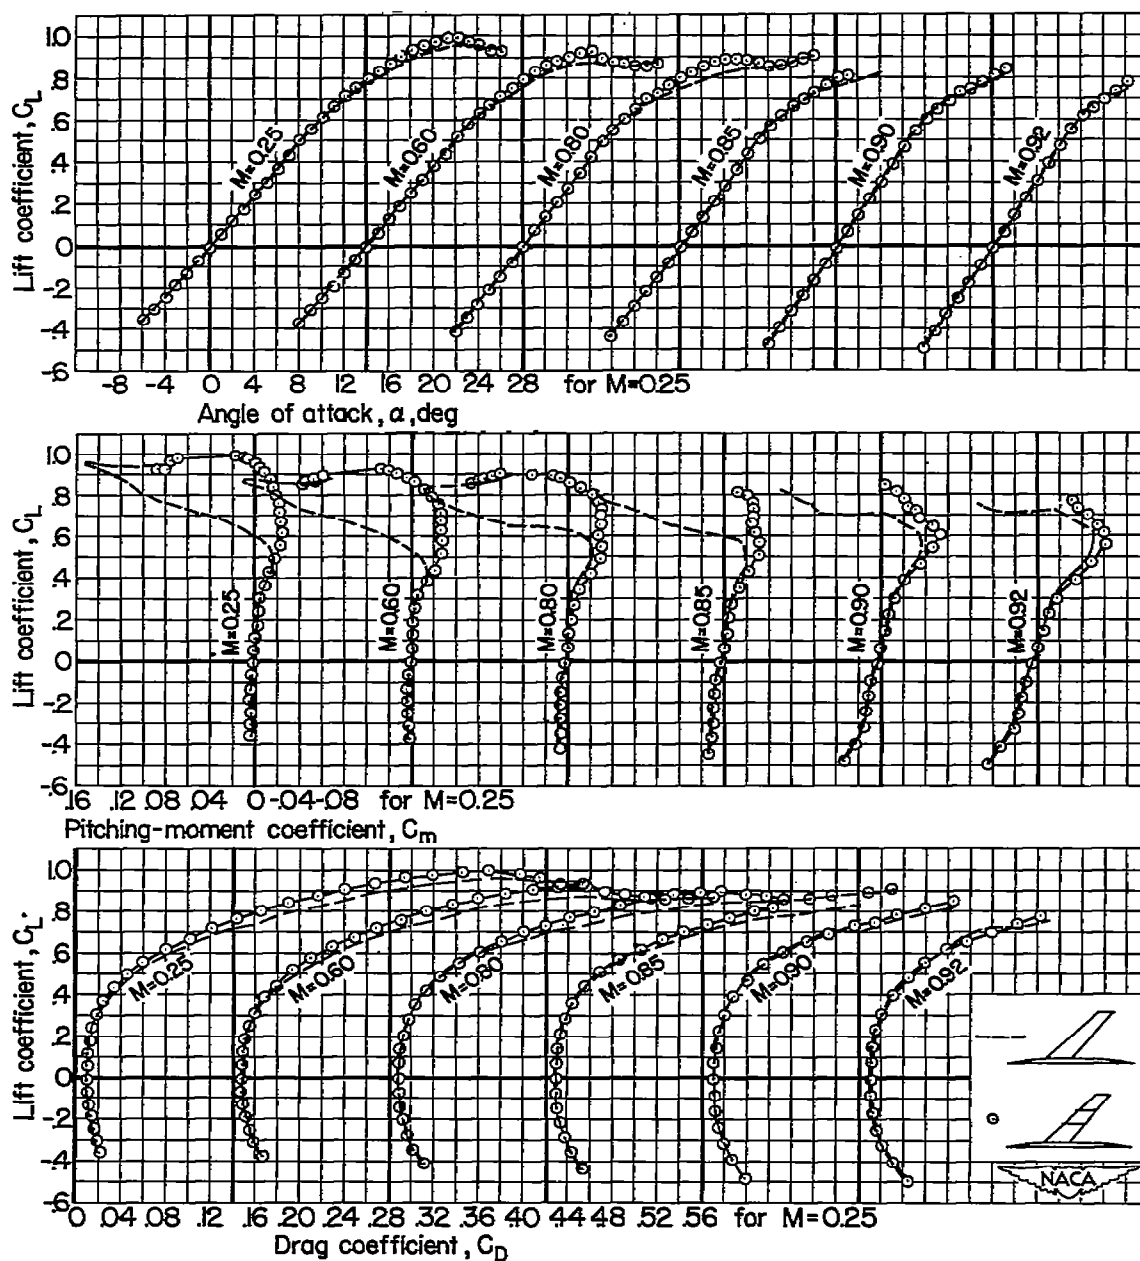 Lift coefficient, C_L
1.0
.8
.6
.4
.2
0
-.2
-.4
-.6
M=0.25
M=0.60
M=0.80
M=0.85
M=0.90
M=0.92
-8 -4 0 4 8 12 16 20 24 28 for M=0.25
Angle of attack, α, deg
Lift coefficient, C_L
1.0
.8
.6
.4
.2
0
-.2
-.4
-.6
M=0.25
M=0.60
M=0.80
M=0.85
M=0.90
M=0.92
.16 .12 .08 .04 0 -.04 -.08 for M=0.25
Pitching-moment coefficient, C_m
Lift coefficient, C_L
1.0
.8
.6
.4
.2
0
-.2
-.4
-.6
M=0.25
M=0.60
M=0.80
M=0.85
M=0.90
M=0.92
NACA
0 .04 .08 .12 .16 .20 .24 .28 .32 .36 .40 .44 .48 .52 .56 for M=0.25
Drag coefficient, C_D